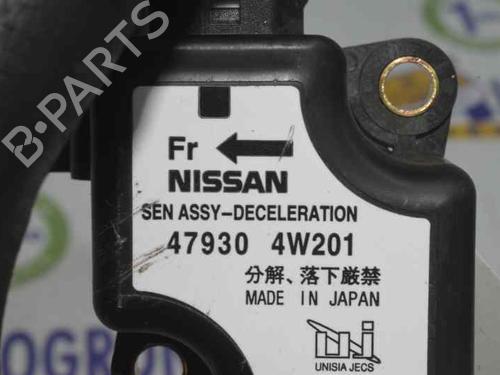 B-PARTS
Fr
NISSAN
SEN ASSY-DECELERATION
47930 4W201
分解、落下厳禁
MADE IN JAPAN
UNISIA JECS
OGRU